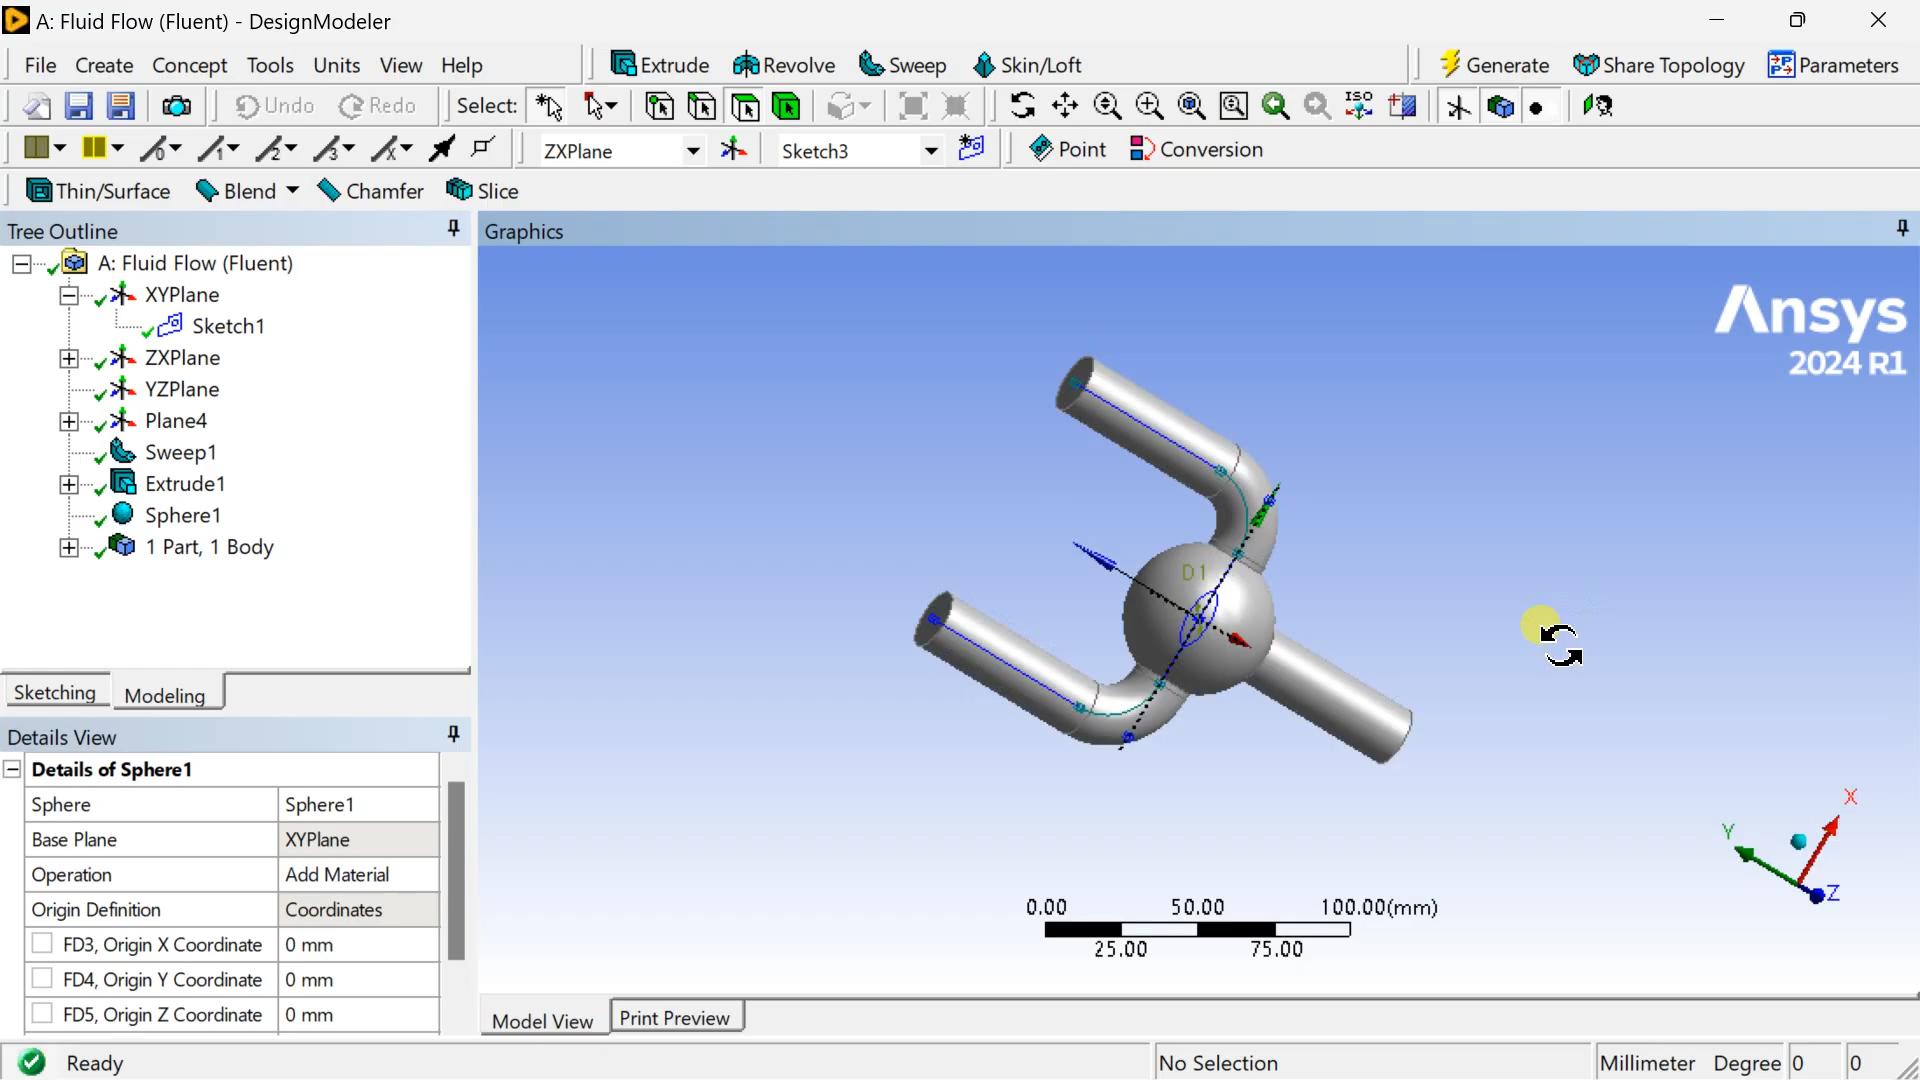 A: Fluid Flow (Fluent) - DesignModeler
File Create Concept Tools Units View Help
Extrude Revolve Sweep Skin/Loft
Generate Share Topology Parameters
Undo Redo Select: ISO
ZXPlane Sketch3 Point Conversion
Thin/Surface Blend Chamfer Slice
Tree Outline
A: Fluid Flow (Fluent)
XYPlane
Sketch1
ZXPlane
YZPlane
Plane4
Sweep1
Extrude1
Sphere1
1 Part, 1 Body
Sketching Modeling
Details View
Details of Sphere1
Sphere Sphere1
Base Plane XYPlane
Operation Add Material
Origin Definition Coordinates
FD3, Origin X Coordinate 0 mm
FD4, Origin Y Coordinate 0 mm
FD5, Origin Z Coordinate 0 mm
Graphics
Ansys
2024 R1
D1
X
Y
Z
0.00 50.00 100.00(mm)
25.00 75.00
Model View Print Preview
Ready No Selection Millimeter Degree 0 0